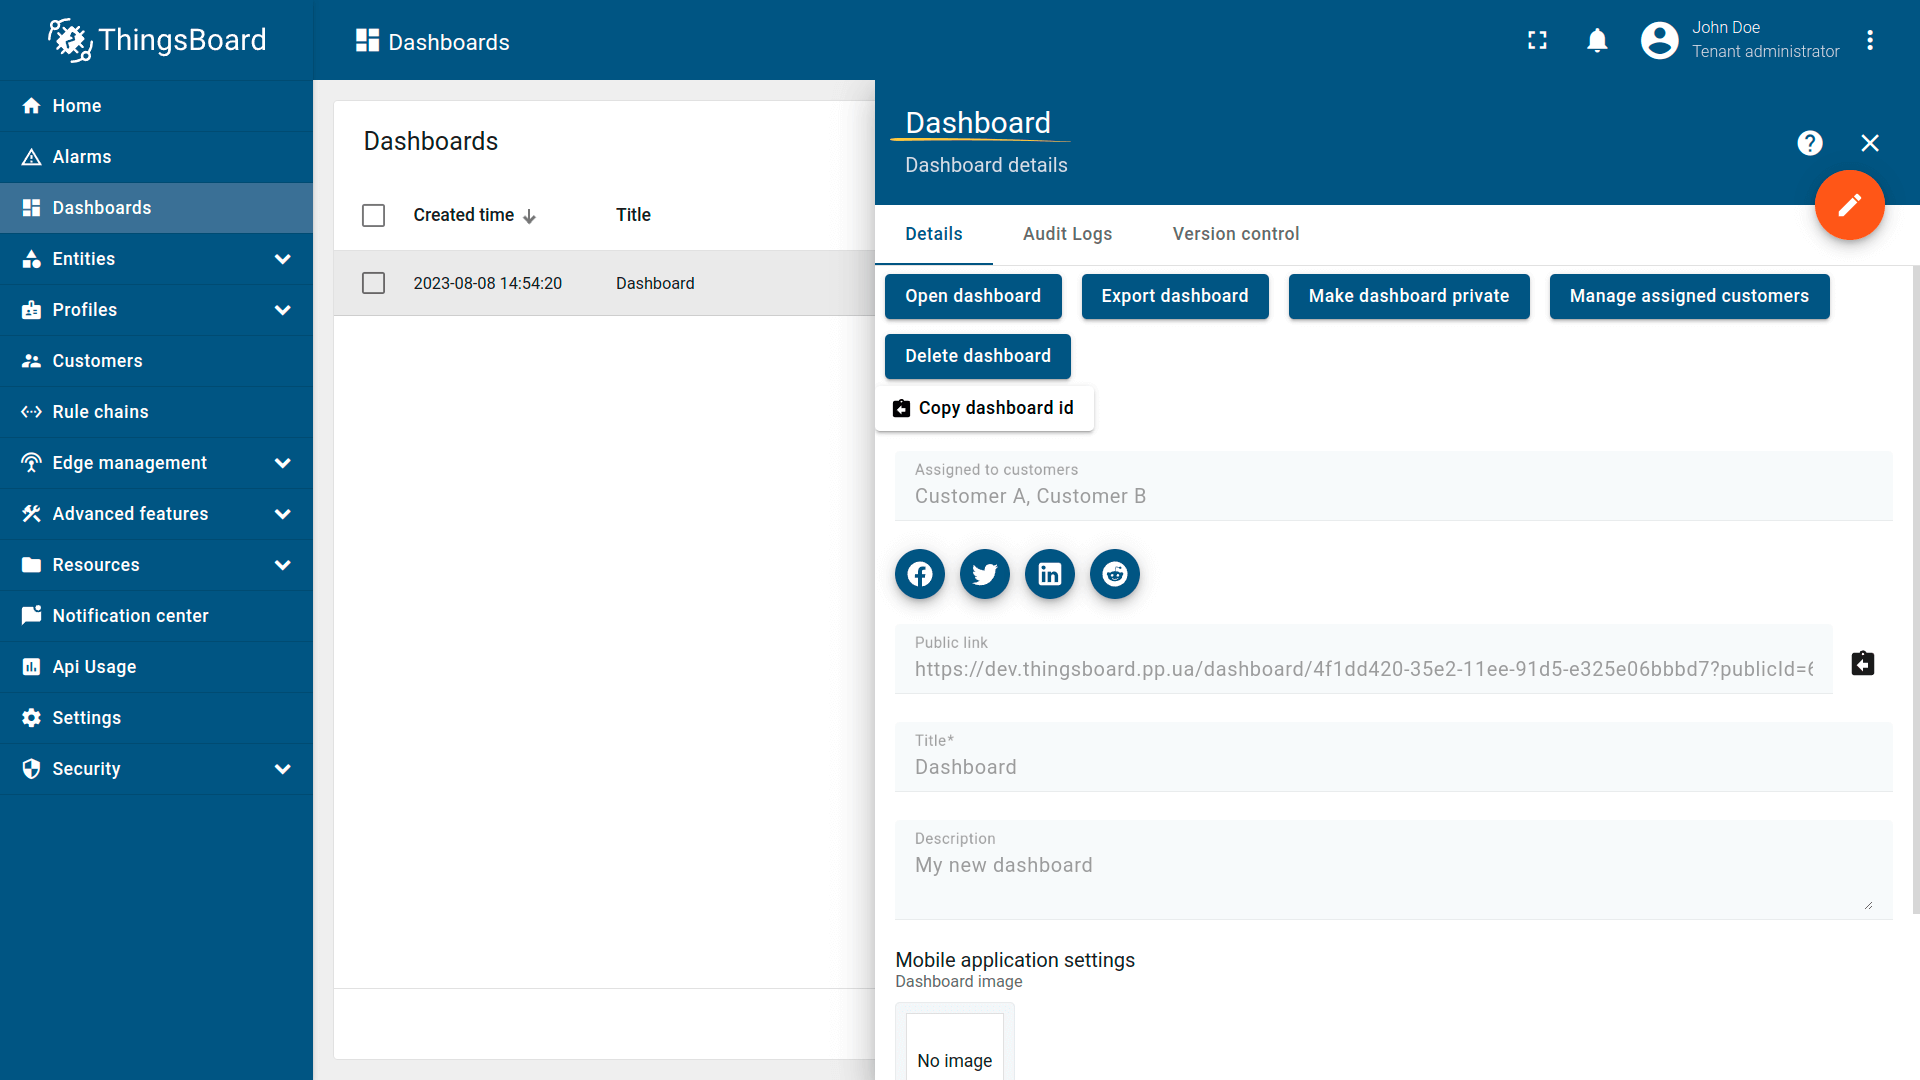 ThingsBoard
Dashboards
John Doe
Tenant administrator
Home
Alarms
Dashboards
Entities
Profiles
Customers
Rule chains
Edge management
Advanced features
Resources
Notification center
Api Usage
Settings
Security
Dashboards
Created time
Title
2023-08-08 14:54:20
Dashboard
Dashboard
Dashboard details
Details
Audit Logs
Version control
Open dashboard
Export dashboard
Make dashboard private
Manage assigned customers
Delete dashboard
Copy dashboard id
Assigned to customers
Customer A, Customer B
Public link
https://dev.thingsboard.pp.ua/dashboard/4f1dd420-35e2-11ee-91d5-e325e06bbbd7?publicId=6
Title*
Dashboard
Description
My new dashboard
Mobile application settings
Dashboard image
No image